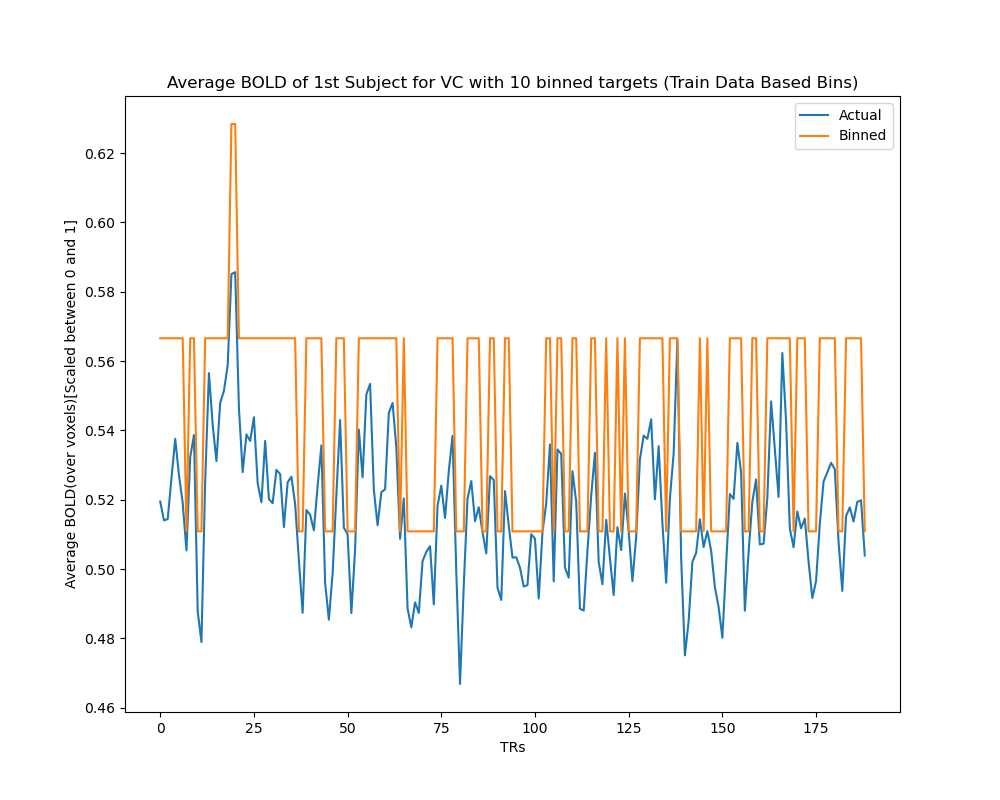 Average BOLD of 1st Subject for VC with 10 binned targets (Train Data Based Bins)
Actual
Binned
Average BOLD(over voxels)[Scaled between 0 and 1]
0.62
0.60
0.58
0.56
0.54
0.52
0.50
0.48
0.46
0 25 50 75 100 125 150 175
TRs